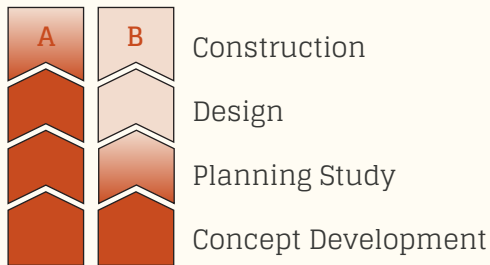 A B
Construction
Design
Planning Study
Concept Development